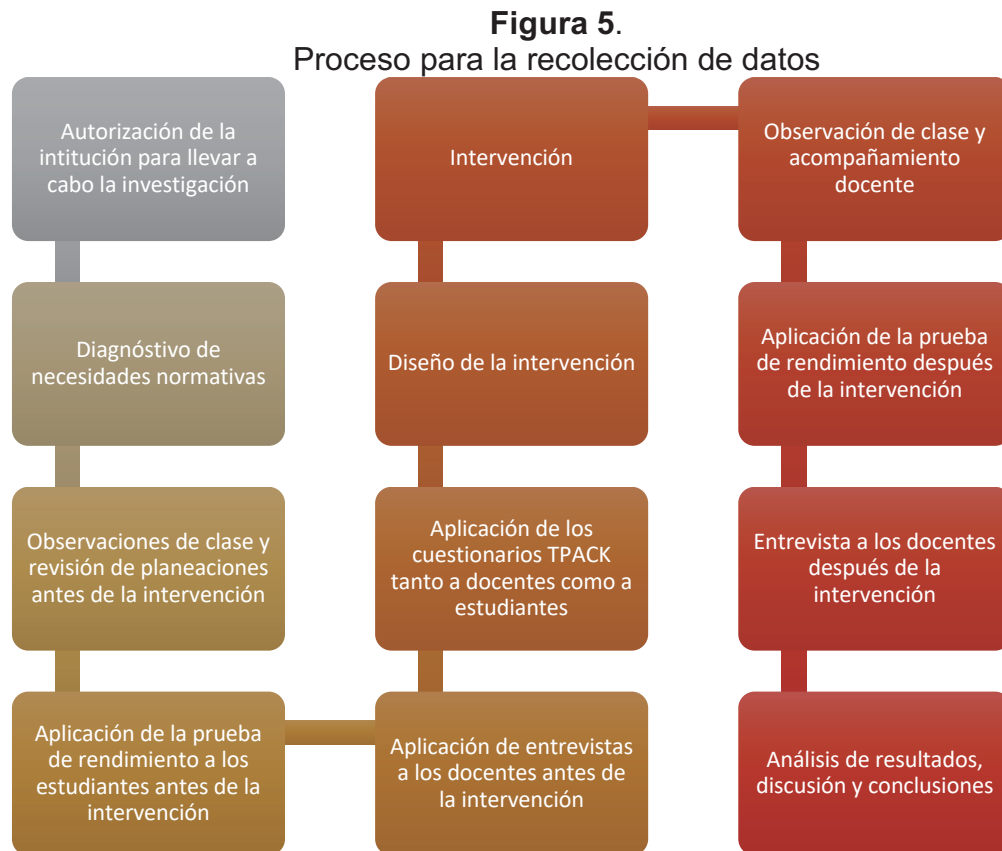 Figura 5.
Proceso para la recolección de datos
Autorización de la
intitución para llevar a
cabo la investigación
Diagnóstivo de
necesidades normativas
Observaciones de clase y
revisión de planeaciones
antes de la intervención
Aplicación de la prueba
de rendimiento a los
estudiantes antes de la
intervención
Aplicación de entrevistas
a los docentes antes de
la intervención
Aplicación de los
cuestionarios TPACK
tanto a docentes como a
estudiantes
Diseño de la intervención
Intervención
Observación de clase y
acompañamiento
docente
Aplicación de la prueba
de rendimiento después
de la intervención
Entrevista a los docentes
después de la
intervención
Análisis de resultados,
discusión y conclusiones